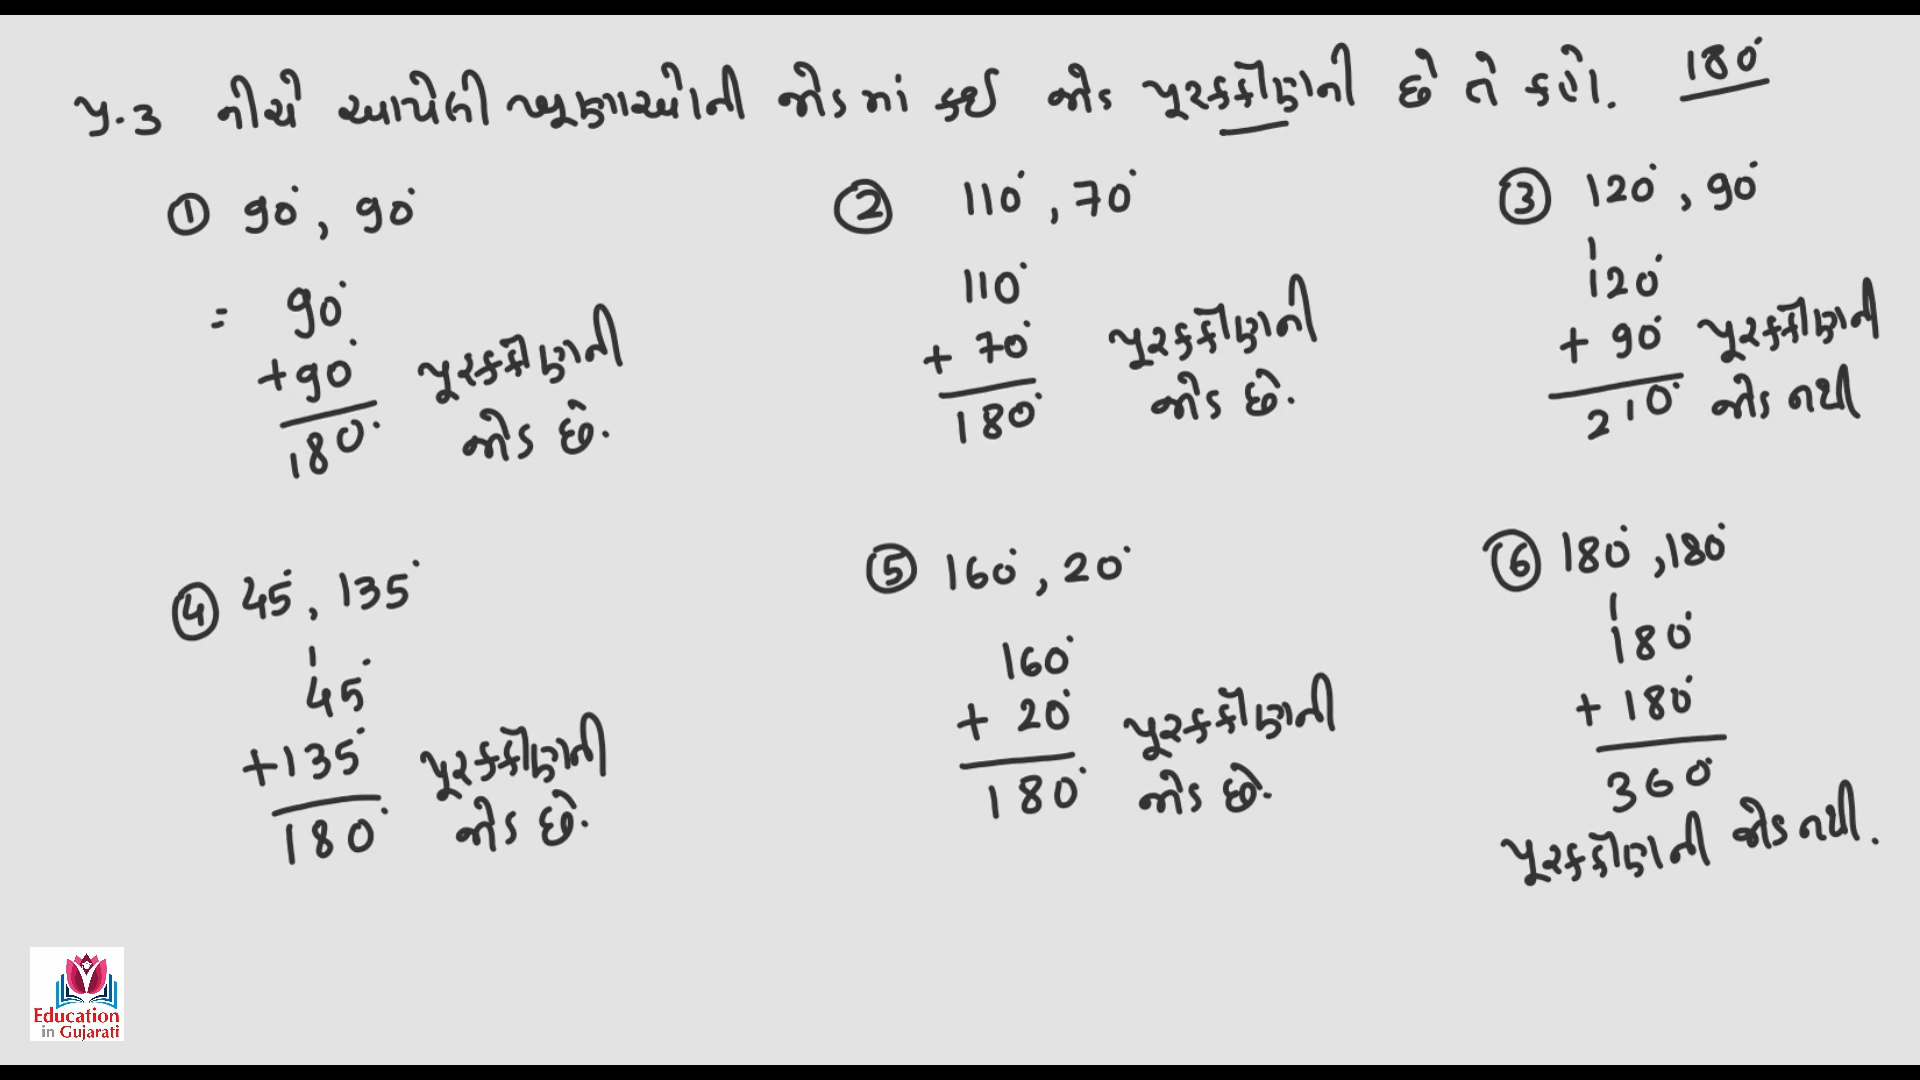 પ્ર.3 નીચે આપેલી ખૂણાઓની જોડ માં કઈ જોડ પૂરકકોણની છે તે કહો. 180°
① 90°, 90°
= 90°
+90°
180°
પૂરકકોણની
જોડ છે.
② 110°, 70°
110°
+ 70°
180°
પૂરકકોણની
જોડ છે.
③ 120°, 90°
1
120°
+ 90°
210°
પૂરકકોણની
જોડ નથી
④ 45°, 135°
1
45°
+135°
180°
પૂરકકોણની
જોડ છે.
⑤ 160°, 20°
160°
+ 20°
180°
પૂરકકોણની
જોડ છે.
⑥ 180°, 180°
1
180°
+ 180°
360°
પૂરકકોણની જોડ નથી.
Education
in Gujarati